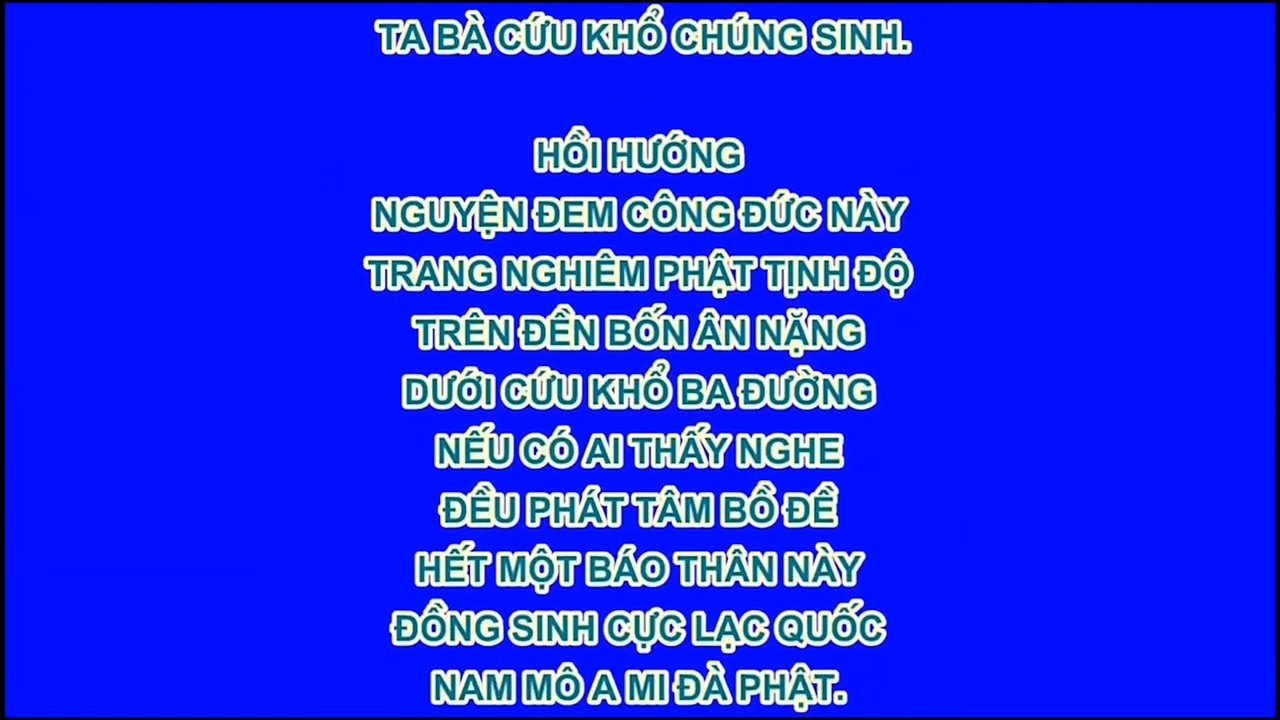 TA BÀ CỨU KHỔ CHÚNG SINH.
HỒI HƯỚNG
NGUYỆN ĐEM CÔNG ĐỨC NÀY
TRANG NGHIÊM PHẬT TỊNH ĐỘ
TRÊN ĐỀN BỐN ÂN NẶNG
DƯỚI CỨU KHỔ BA ĐƯỜNG
NẾU CÓ AI THẤY NGHE
ĐỀU PHÁT TÂM BỒ ĐỀ
HẾT MỘT BÁO THÂN NÀY
ĐỒNG SINH CỰC LẠC QUỐC
NAM MÔ A MI ĐÀ PHẬT.